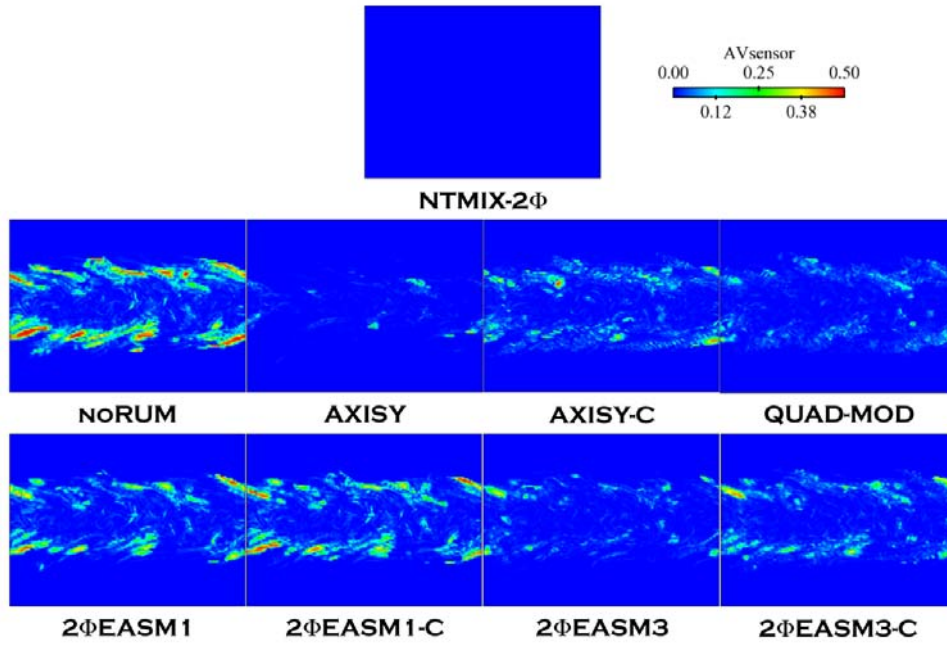 AVsensor
0.00 0.25 0.50
0.12 0.38
NTMIX-2Φ
NORUM AXISY AXISY-C QUAD-MOD
2ΦEASM1 2ΦEASM1-C 2ΦEASM3 2ΦEASM3-C